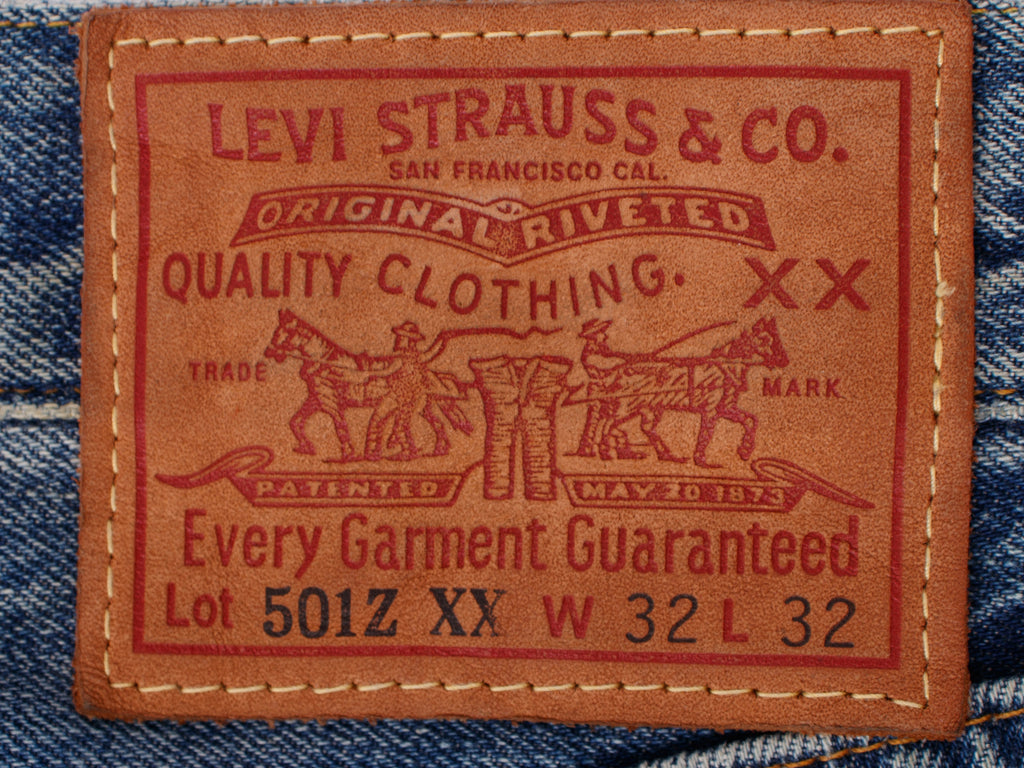 LEVI STRAUSS & CO.
SAN FRANCISCO CAL.
ORIGINAL RIVETED
QUALITY CLOTHING. XX
TRADE MARK
PATENTED MAY 20 1873
Every Garment Guaranteed
Lot 501Z XX W 32 L 32